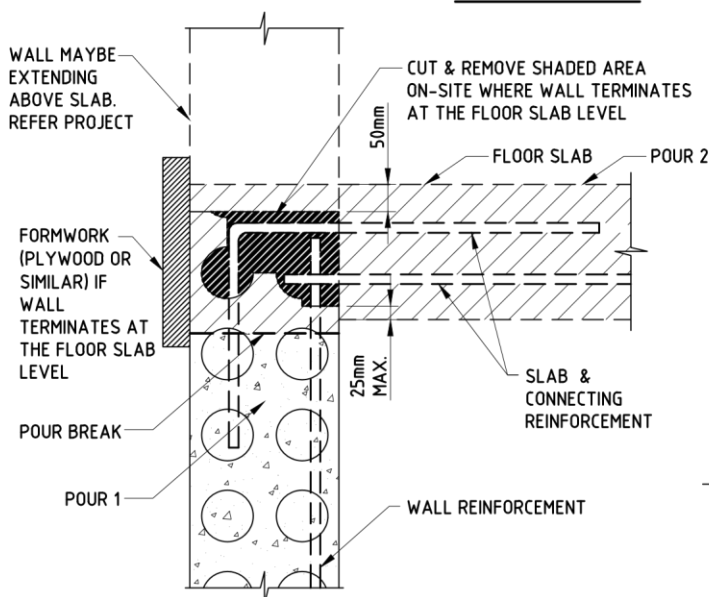 WALL MAYBE
EXTENDING
ABOVE SLAB.
REFER PROJECT
CUT & REMOVE SHADED AREA
ON-SITE WHERE WALL TERMINATES
AT THE FLOOR SLAB LEVEL
50mm
FLOOR SLAB
POUR 2
FORMWORK
(PLYWOOD OR
SIMILAR) IF
WALL
TERMINATES AT
THE FLOOR SLAB
LEVEL
25mm
MAX.
SLAB &
CONNECTING
REINFORCEMENT
POUR BREAK
POUR 1
WALL REINFORCEMENT